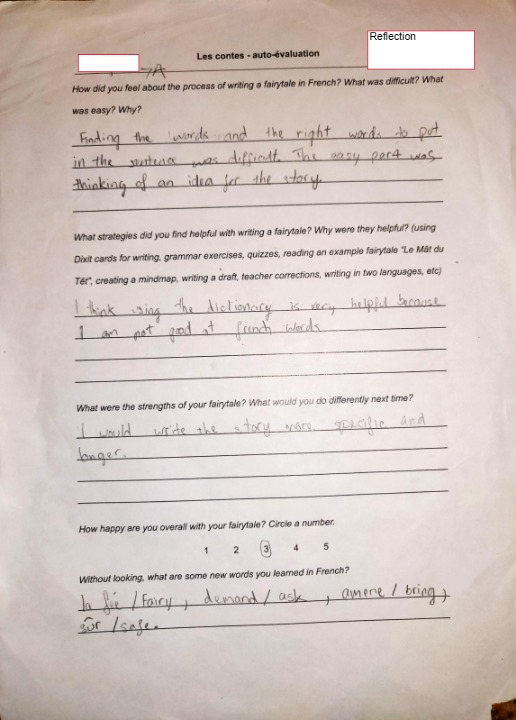 Reflection
Les contes - auto-évaluation
7A
How did you feel about the process of writing a fairytale in French? What was difficult? What
was easy? Why?
Finding the words and the right words to put
in the sentence was difficult. The easy part was
thinking of an idea for the story.
What strategies did you find helpful with writing a fairytale? Why were they helpful? (using
Dixit cards for writing, grammar exercises, quizzes, reading an example fairytale "Le Mât du
Têt", creating a mindmap, writing a draft, teacher corrections, writing in two languages, etc)
I think using the dictionary is very helpful because
I am not good at french words
What were the strengths of your fairytale? What would you do differently next time?
I would write the story more specific and
longer.
How happy are you overall with your fairytale? Circle a number.
1 2 3 4 5
Without looking, what are some new words you learned in French?
la fée / Fairy, demand / ask, amene / bring,
sûr / safe.